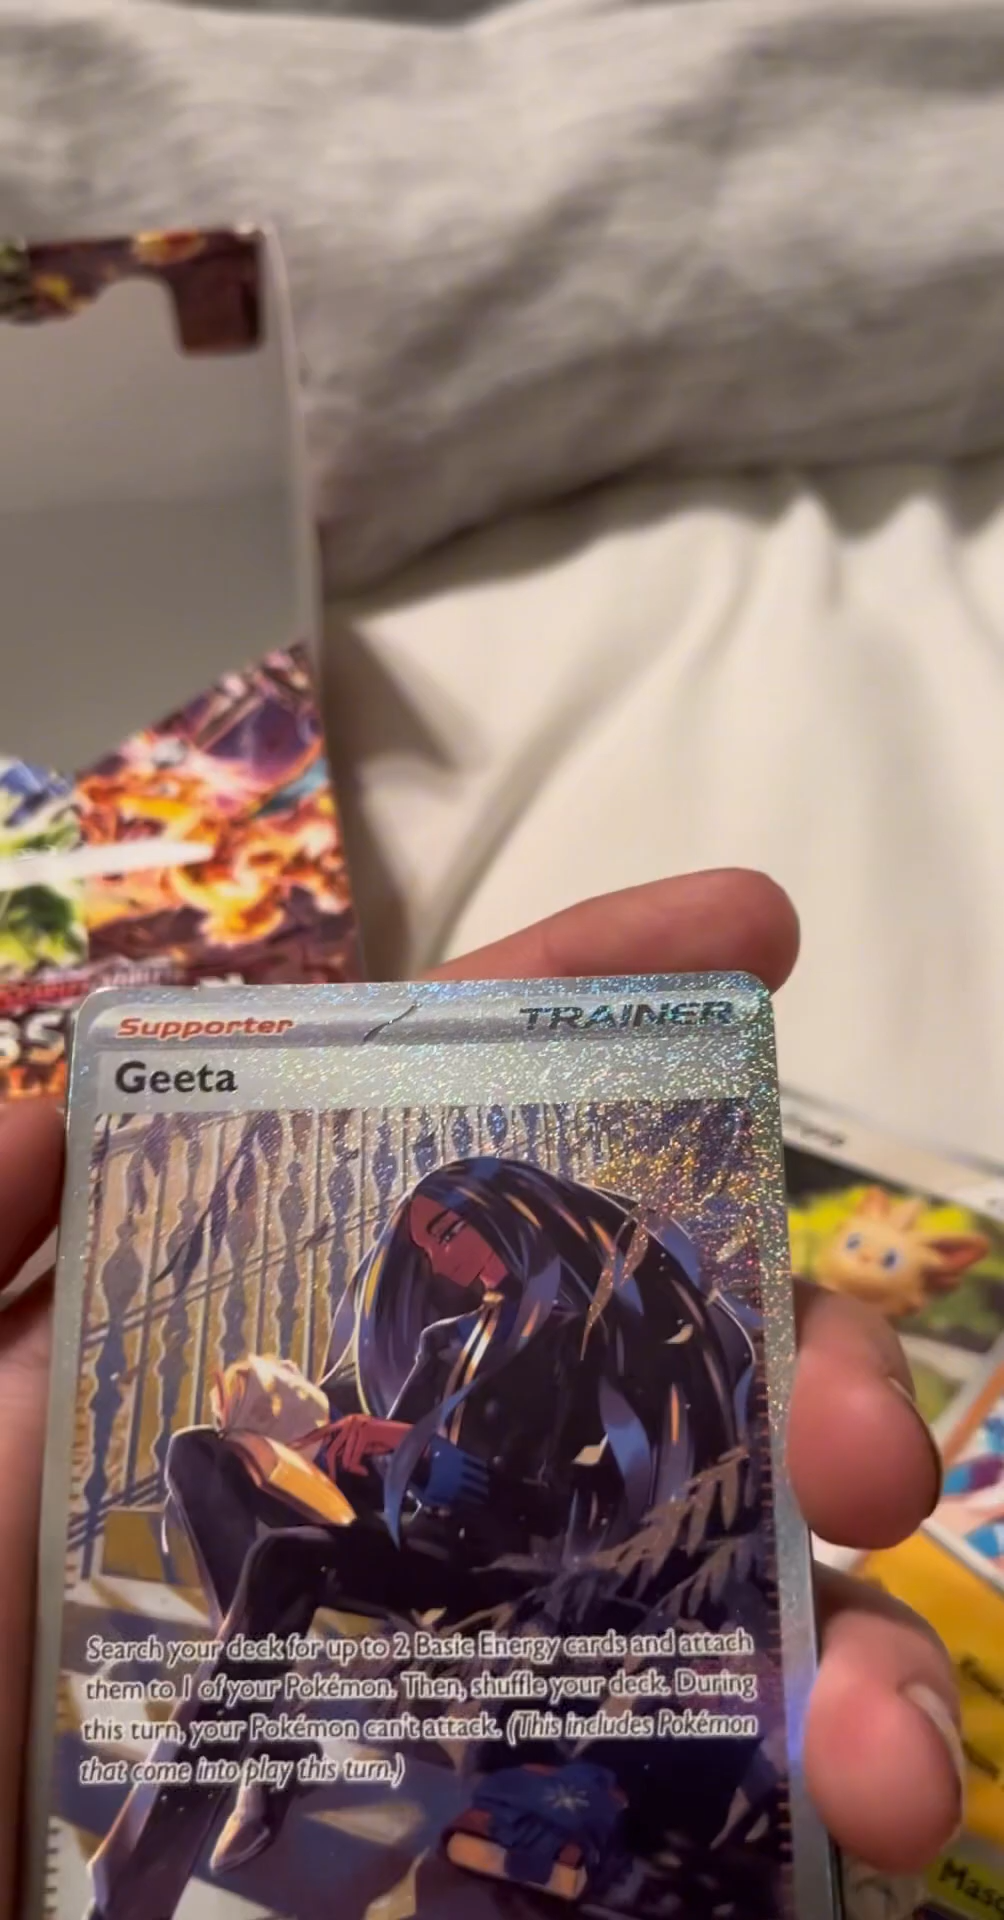 Supporter
TRAINER
Geeta
Search your deck for up to 2 Basic Energy cards and attach
them to 1 of your Pokémon. Then, shuffle your deck. During
this turn, your Pokémon can't attack. (This includes Pokémon
that come into play this turn.)